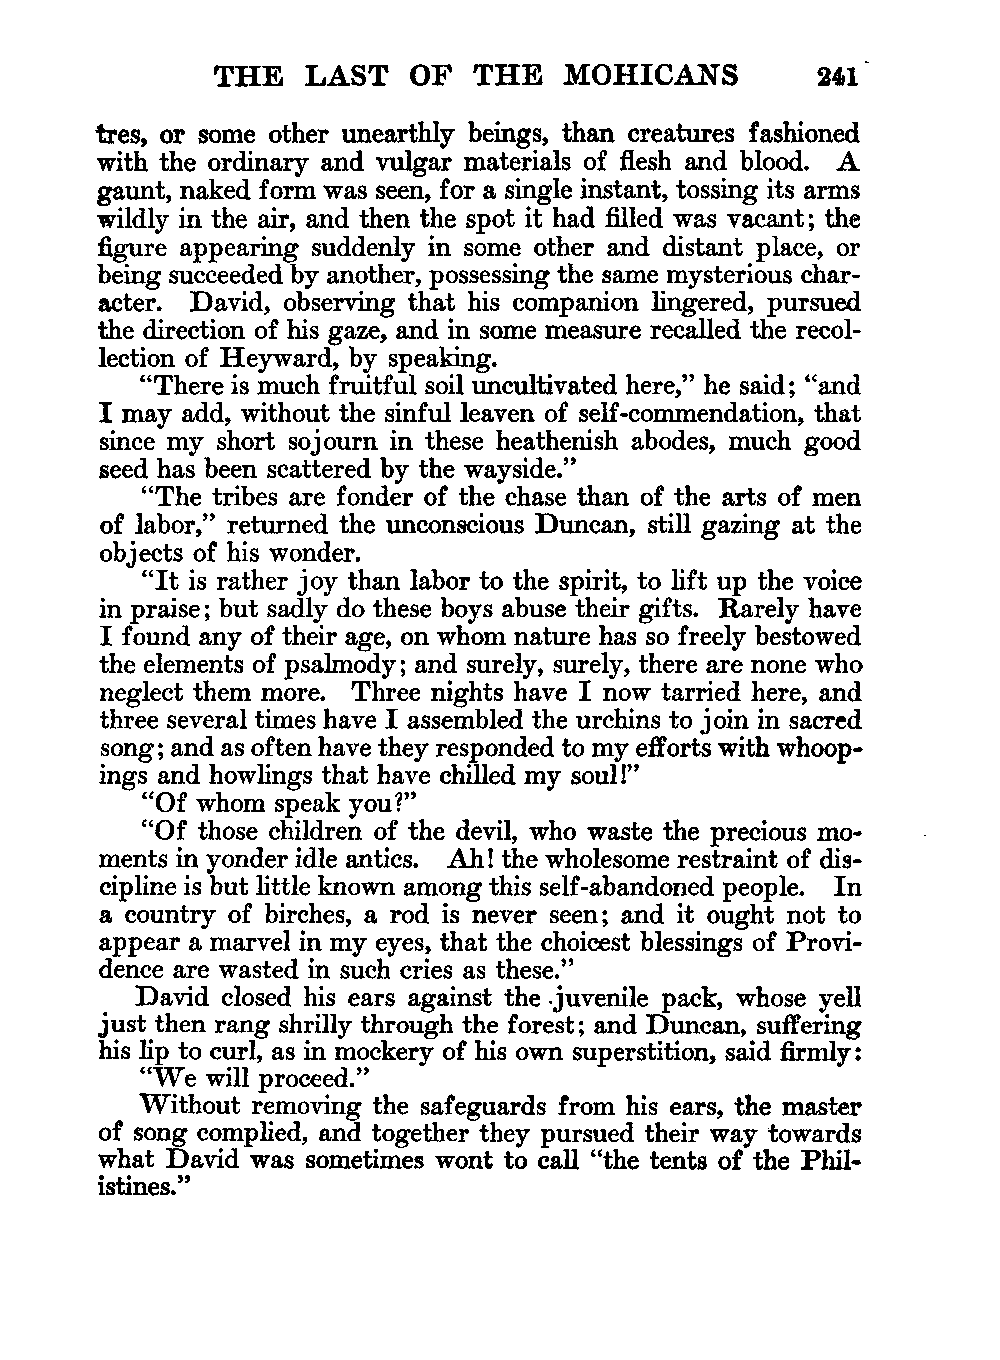 THE LAST OF THE MOHICANS 241
tres, or some other unearthly beings, than creatures fashioned
with the ordinary and vulgar materials of flesh and blood. A
gaunt, naked form was seen, for a single instant, tossing its arms
wildly in the air, and then the spot it had filled was vacant; the
figure appearing suddenly in some other and distant place, or
being succeeded by another, possessing the same mysterious char-
acter. David, observing that his companion lingered, pursued
the direction of his gaze, and in some measure recalled the recol-
lection of Heyward, by speaking.
“There is much fruitful soil uncultivated here,” he said; “and
I may add, without the sinful leaven of self-commendation, that
since my short sojourn in these heathenish abodes, much good
seed has been scattered by the wayside.”
“The tribes are fonder of the chase than of the arts of men
of labor,” returned the unconscious Duncan, still gazing at the
objects of his wonder.
“It is rather joy than labor to the spirit, to lift up the voice
in praise; but sadly do these boys abuse their gifts. Rarely have
I found any of their age, on whom nature has so freely bestowed
the elements of psalmody; and surely, surely, there are none who
neglect them more. Three nights have I now tarried here, and
three several times have I assembled the urchins to join in sacred
song; and as often have they responded to my efforts with whoop-
ings and howlings that have chilled my soul!”
“Of whom speak you?”
“Of those children of the devil, who waste the precious mo-
ments in yonder idle antics. Ah! the wholesome restraint of dis-
cipline is but little known among this self-abandoned people. In
a country of birches, a rod is never seen; and it ought not to
appear a marvel in my eyes, that the choicest blessings of Provi-
dence are wasted in such cries as these.”
David closed his ears against the juvenile pack, whose yell
just then rang shrilly through the forest; and Duncan, suffering
his lip to curl, as in mockery of his own superstition, said firmly:
“We will proceed.”
Without removing the safeguards from his ears, the master
of song complied, and together they pursued their way towards
what David was sometimes wont to call “the tents of the Phil-
istines.”